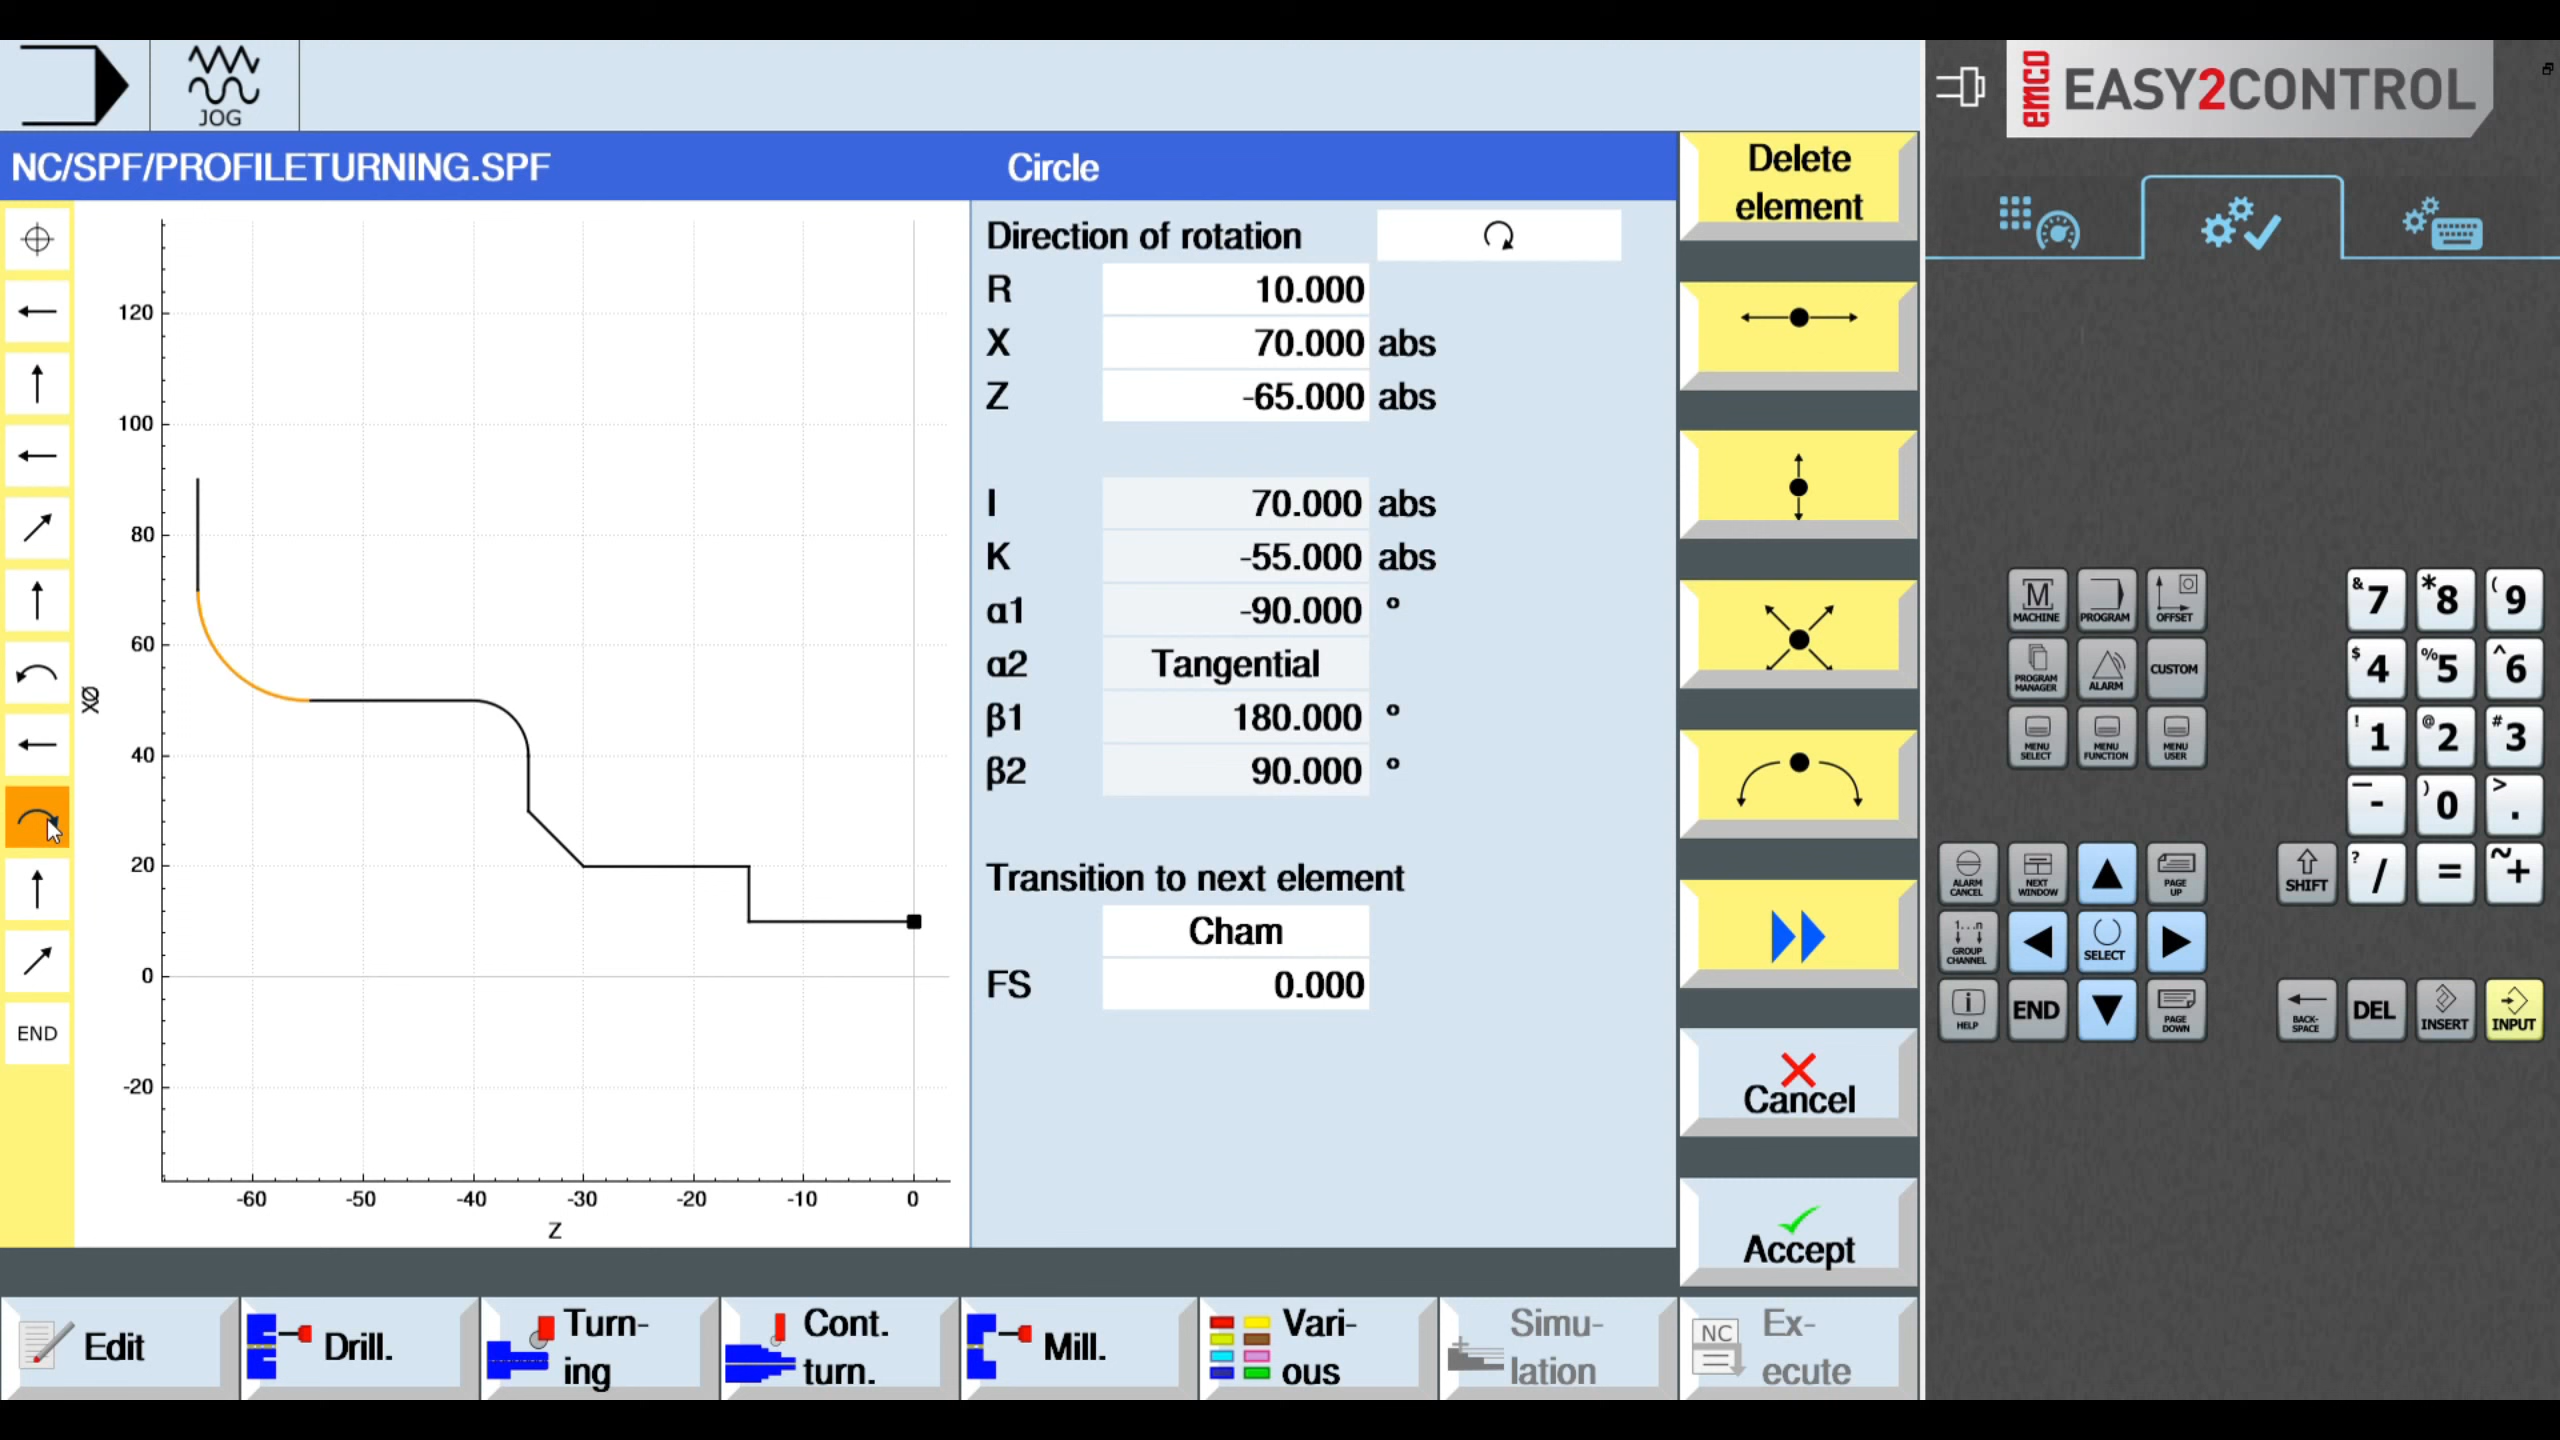 JOG
emco EASY2CONTROL
NC/SPF/PROFILETURNING.SPF
Circle
Direction of rotation
R 10.000
X 70.000 abs
Z -65.000 abs
I 70.000 abs
K -55.000 abs
α1 -90.000 °
α2 Tangential
β1 180.000 °
β2 90.000 °
Transition to next element
Cham
FS 0.000
120
100
80
60
40
20
0
-20
XØ
-60 -50 -40 -30 -20 -10 0
Z
END
Delete
element
Cancel
Accept
Edit
Drill.
Turn-
ing
Cont.
turn.
Mill.
Vari-
ous
Simu-
lation
NC
Ex-
ecute
M
MACHINE
PROGRAM
OFFSET
PROGRAM
MANAGER
ALARM
CUSTOM
MENU
SELECT
MENU
FUNCTION
MENU
USER
& 7
* 8
( 9
$ 4
% 5
^ 6
! 1
@ 2
# 3
_ -
) 0
> .
? /
=
~ +
ALARM
CANCEL
NEXT
WINDOW
PAGE
UP
SHIFT
1...n
GROUP
CHANNEL
SELECT
i
HELP
END
PAGE
DOWN
BACK-
SPACE
DEL
INSERT
INPUT